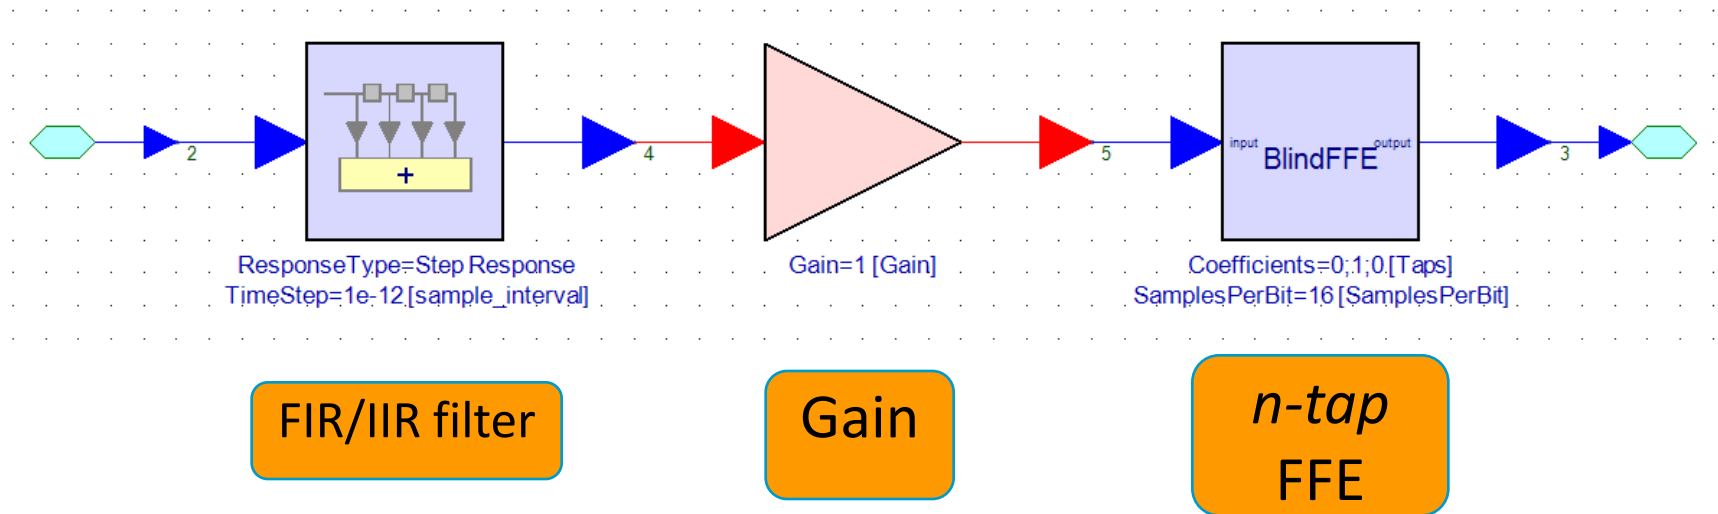 2
+
4
5
input
BlindFFE
output
3
ResponseType=Step Response
TimeStep=1e-12 [sample_interval]
Gain=1 [Gain]
Coefficients=0;1;0 [Taps]
SamplesPerBit=16 [SamplesPerBit]
FIR/IIR filter
Gain
n-tap
FFE